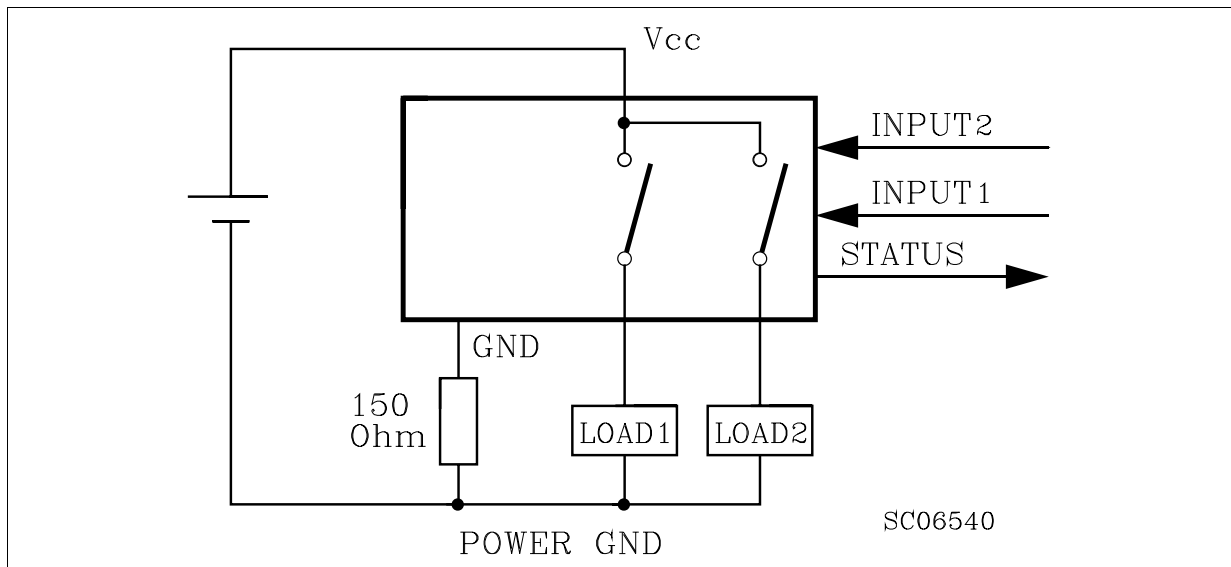 Vcc
INPUT2
INPUT1
STATUS
GND
150
Ohm
LOAD1
LOAD2
POWER GND
SC06540